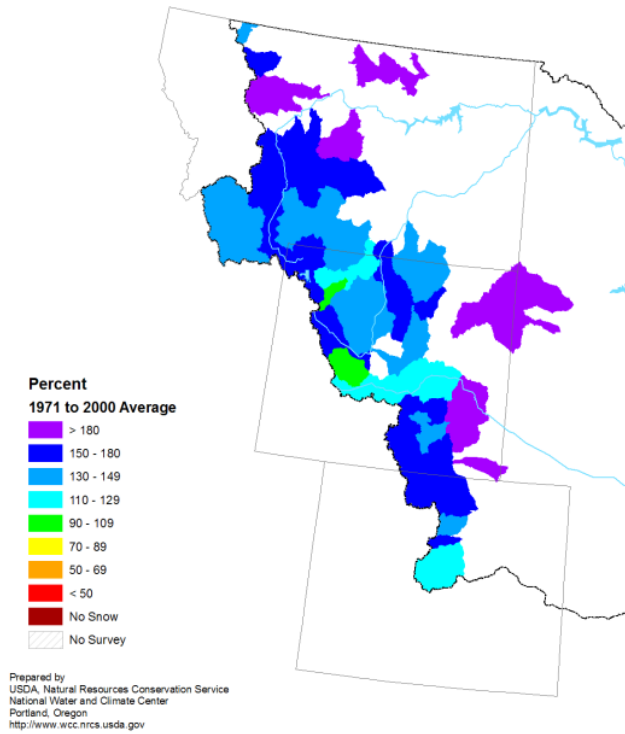 Percent
1971 to 2000 Average
> 180
150 - 180
130 - 149
110 - 129
90 - 109
70 - 89
50 - 69
< 50
No Snow
No Survey
Prepared by
USDA, Natural Resources Conservation Service
National Water and Climate Center
Portland, Oregon
http://www.wcc.nrcs.usda.gov